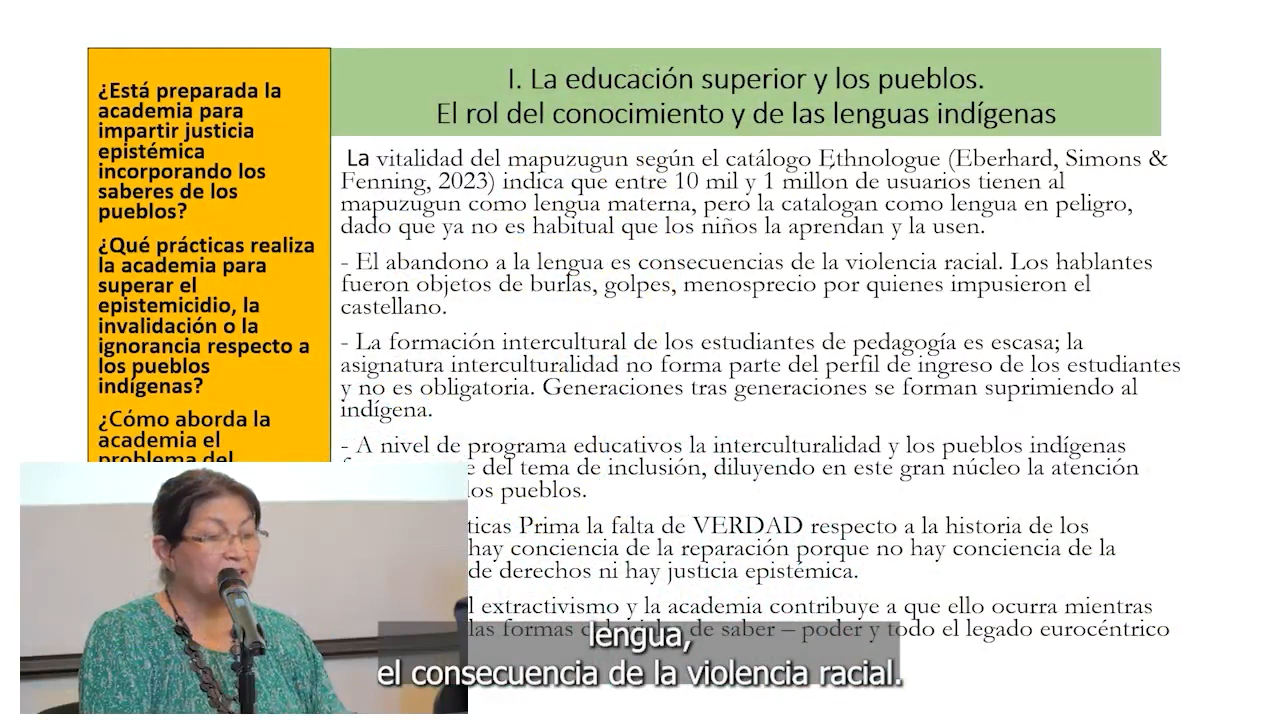 ¿Está preparada la
academia para
impartir justicia
epistémica
incorporando los
saberes de los
pueblos?
¿Qué prácticas realiza
la academia para
superar el
epistemicidio, la
invalidación o la
ignorancia respecto a
los pueblos
indígenas?
¿Cómo aborda la
academia el
problema del
I. La educación superior y los pueblos.
El rol del conocimiento y de las lenguas indígenas
La vitalidad del mapuzugun según el catálogo Ethnologue (Eberhard, Simons &
Fenning, 2023) indica que entre 10 mil y 1 millón de usuarios tienen al
mapuzugun como lengua materna, pero la catalogan como lengua en peligro,
dado que ya no es habitual que los niños la aprendan y la usen.
- El abandono a la lengua es consecuencias de la violencia racial. Los hablantes
fueron objetos de burlas, golpes, menosprecio por quienes impusieron el
castellano.
- La formación intercultural de los estudiantes de pedagogía es escasa; la
asignatura interculturalidad no forma parte del perfil de ingreso de los estudiantes
y no es obligatoria. Generaciones tras generaciones se forman suprimiendo al
indígena.
- A nivel de programa educativos la interculturalidad y los pueblos indígenas
del tema de inclusión, diluyendo en este gran núcleo la atención
los pueblos.
ticas Prima la falta de VERDAD respecto a la historia de los
hay conciencia de la reparación porque no hay conciencia de la
de derechos ni hay justicia epistémica.
l extractivismo y la academia contribuye a que ello ocurra mientras
las formas de saber – poder y todo el legado eurocéntrico
lengua,
el consecuencia de la violencia racial.